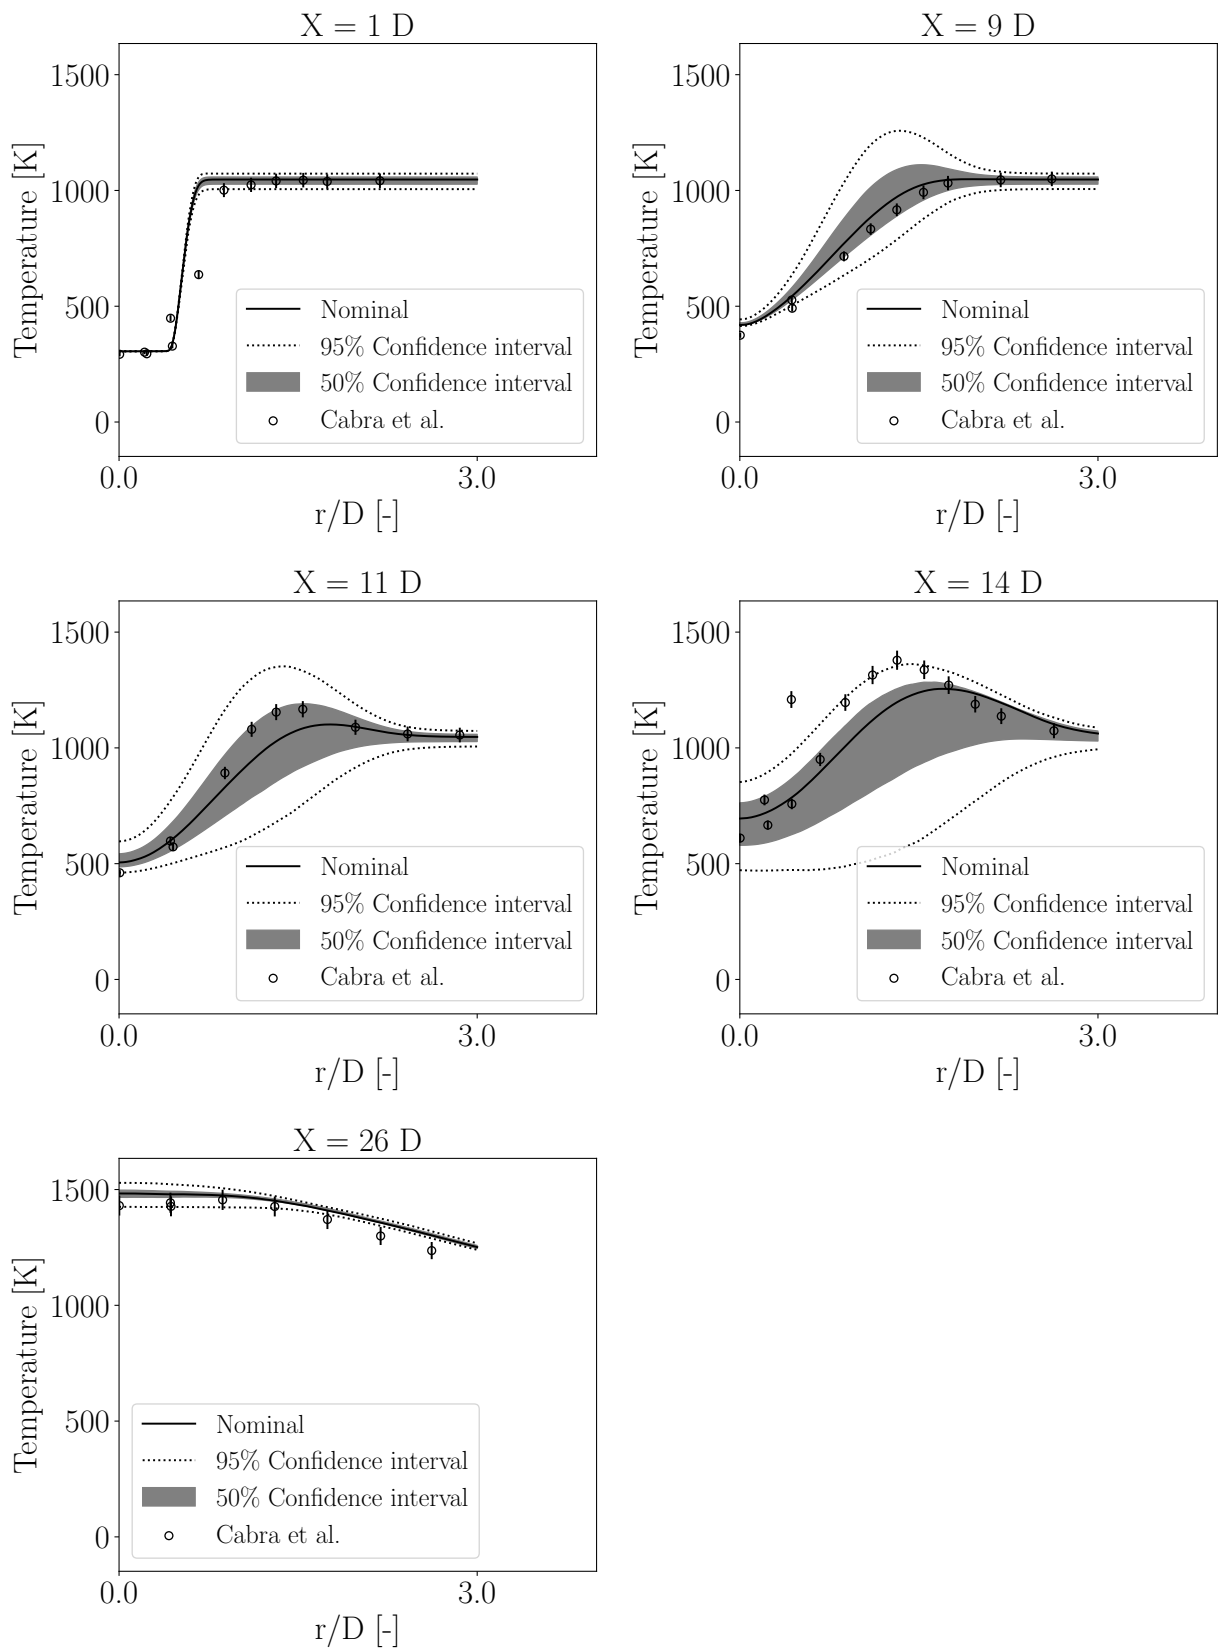 X = 1 D
1500
1000
500
0
Temperature [K]
Nominal
95% Confidence interval
50% Confidence interval
Cabra et al.
0.0
3.0
r/D [-]
X = 9 D
1500
1000
500
0
Temperature [K]
Nominal
95% Confidence interval
50% Confidence interval
Cabra et al.
0.0
3.0
r/D [-]
X = 11 D
1500
1000
500
0
Temperature [K]
Nominal
95% Confidence interval
50% Confidence interval
Cabra et al.
0.0
3.0
r/D [-]
X = 14 D
1500
1000
500
0
Temperature [K]
Nominal
95% Confidence interval
50% Confidence interval
Cabra et al.
0.0
3.0
r/D [-]
X = 26 D
1500
1000
500
0
Temperature [K]
Nominal
95% Confidence interval
50% Confidence interval
Cabra et al.
0.0
3.0
r/D [-]